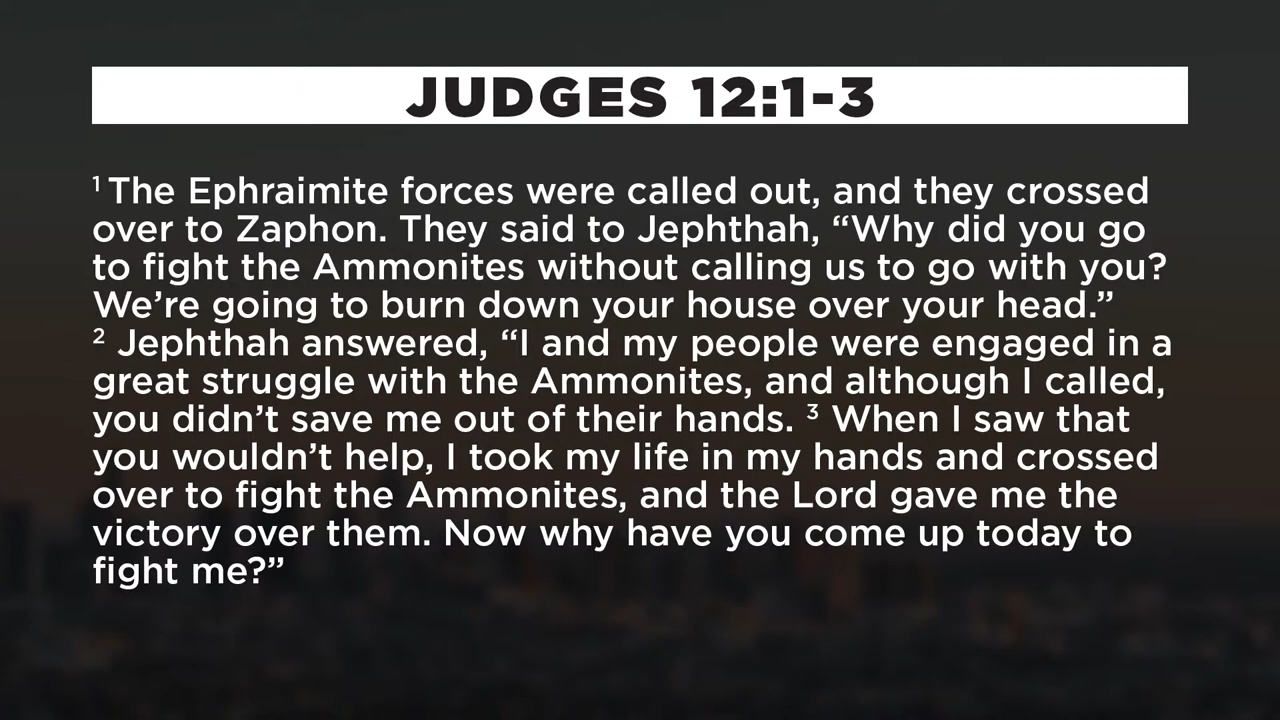 JUDGES 12:1-3
¹ The Ephraimite forces were called out, and they crossed
over to Zaphon. They said to Jephthah, “Why did you go
to fight the Ammonites without calling us to go with you?
We’re going to burn down your house over your head.”
² Jephthah answered, “I and my people were engaged in a
great struggle with the Ammonites, and although I called,
you didn’t save me out of their hands. ³ When I saw that
you wouldn’t help, I took my life in my hands and crossed
over to fight the Ammonites, and the Lord gave me the
victory over them. Now why have you come up today to
fight me?”